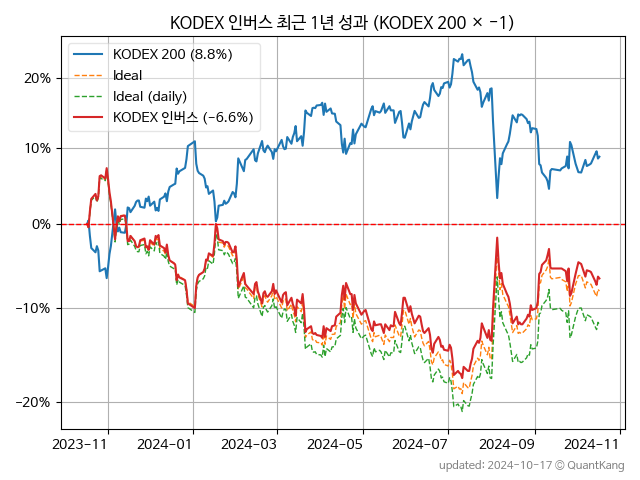 KODEX 인버스 최근 1년 성과 (KODEX 200 × -1)
KODEX 200 (8.8%)
Ideal
Ideal (daily)
KODEX 인버스 (-6.6%)
20%
10%
0%
-10%
-20%
2023-11 2024-01 2024-03 2024-05 2024-07 2024-09 2024-11
updated: 2024-10-17 © QuantKang